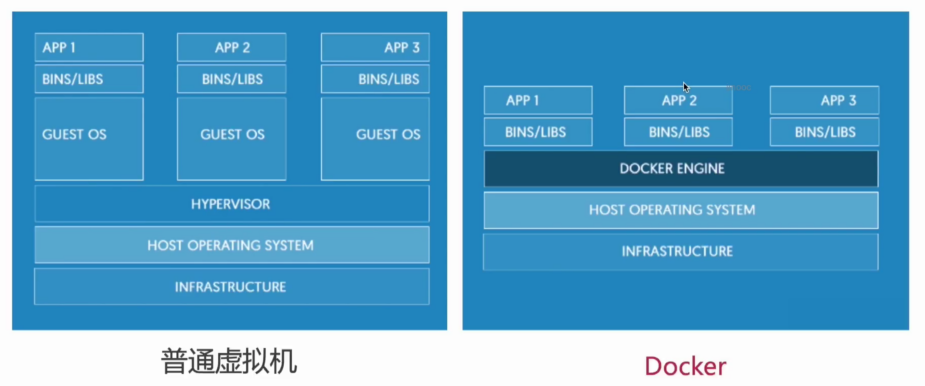 APP 1 APP 2 APP 3
BINS/LIBS BINS/LIBS BINS/LIBS
GUEST OS GUEST OS GUEST OS
HYPERVISOR
HOST OPERATING SYSTEM
INFRASTRUCTURE
普通虚拟机
APP 1 APP 2 APP 3
BINS/LIBS BINS/LIBS BINS/LIBS
DOCKER ENGINE
HOST OPERATING SYSTEM
INFRASTRUCTURE
Docker